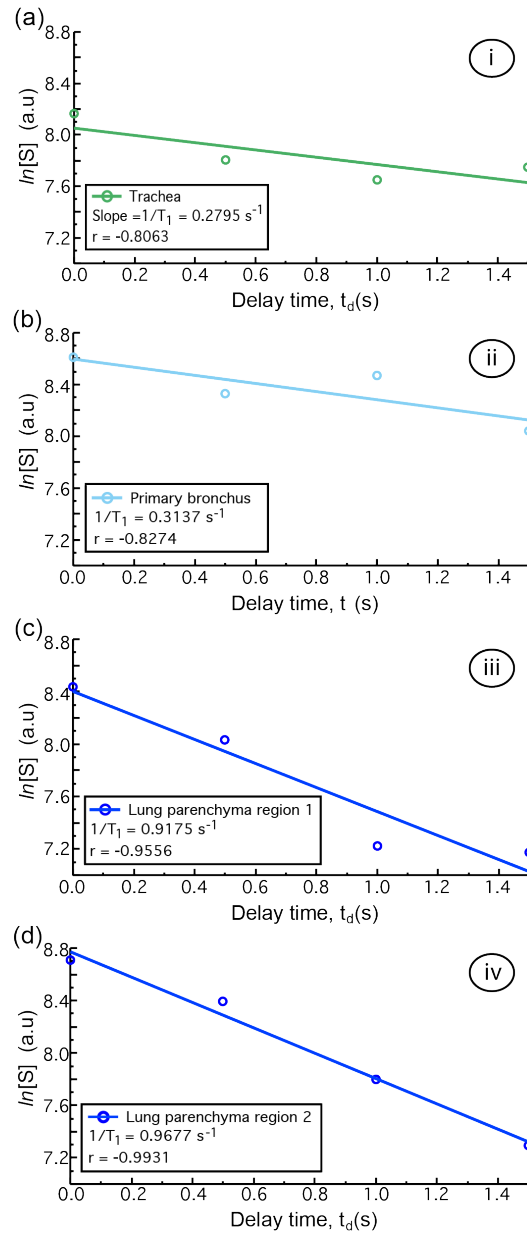 (a)
i
ln[S] (a.u)
8.8
8.4
8.0
7.6
7.2
Trachea
Slope =1/T₁ = 0.2795 s⁻¹
r = -0.8063
0.0 0.2 0.4 0.6 0.8 1.0 1.2 1.4
Delay time, t_d(s)
(b)
ii
ln[S] (a.u)
8.8
8.4
8.0
7.6
7.2
Primary bronchus
1/T₁ = 0.3137 s⁻¹
r = -0.8274
0.0 0.2 0.4 0.6 0.8 1.0 1.2 1.4
Delay time, t (s)
(c)
iii
ln[S] (a.u)
8.8
8.4
8.0
7.6
7.2
Lung parenchyma region 1
1/T₁ = 0.9175 s⁻¹
r = -0.9556
0.0 0.2 0.4 0.6 0.8 1.0 1.2 1.4
Delay time, t_d(s)
(d)
iv
ln[S] (a.u)
8.8
8.4
8.0
7.6
7.2
Lung parenchyma region 2
1/T₁ = 0.9677 s⁻¹
r = -0.9931
0.0 0.2 0.4 0.6 0.8 1.0 1.2 1.4
Delay time, t_d(s)